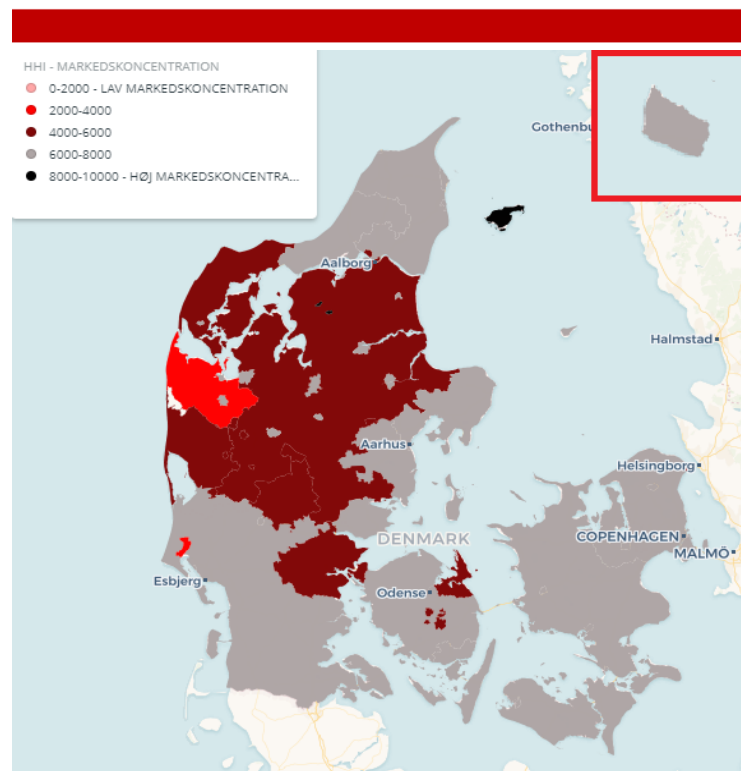 HHI - MARKEDSKONCENTRATION
0-2000 - LAV MARKEDSKONCENTRATION
2000-4000
4000-6000
6000-8000
8000-10000 - HØJ MARKEDSKONCENTRA...
Gothenbu
Aalborg
Halmstad
Aarhus
Helsingborg
DENMARK
COPENHAGEN
MALMÖ
Esbjerg
Odense